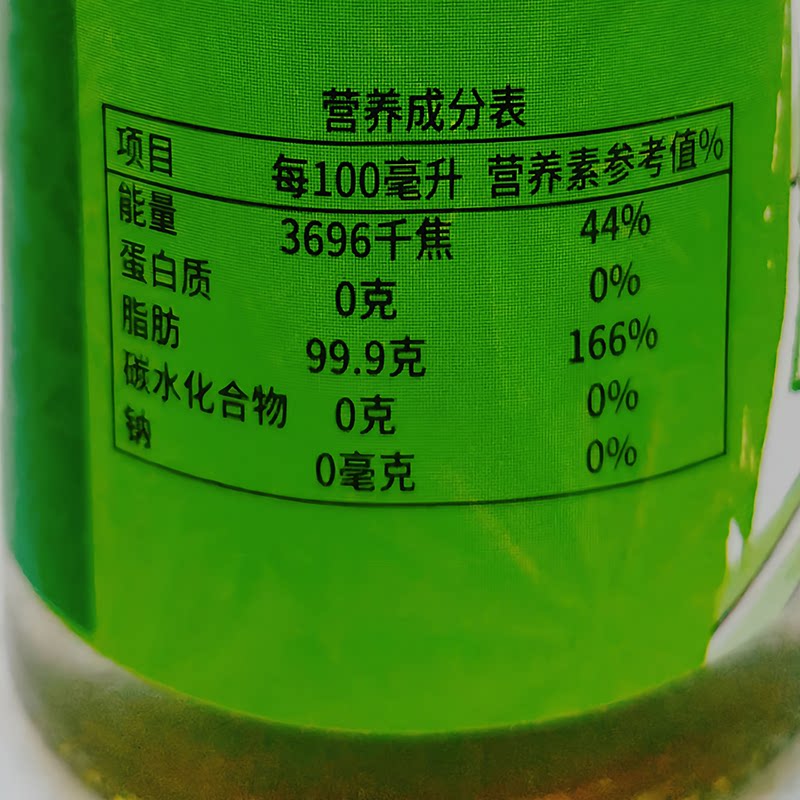 营养成分表
项目 每100毫升 营养素参考值%
能量 3696千焦 44%
蛋白质 0克 0%
脂肪 99.9克 166%
碳水化合物 0克 0%
钠 0毫克 0%